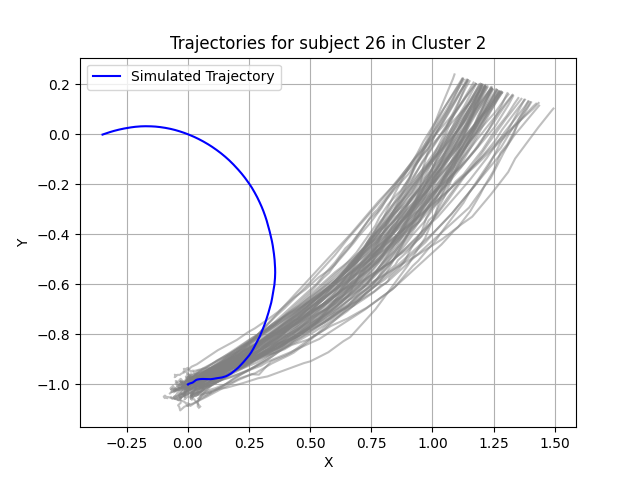 Trajectories for subject 26 in Cluster 2
Simulated Trajectory
0.2
0.0
−0.2
−0.4
−0.6
−0.8
−1.0
Y
−0.25 0.00 0.25 0.50 0.75 1.00 1.25 1.50
X